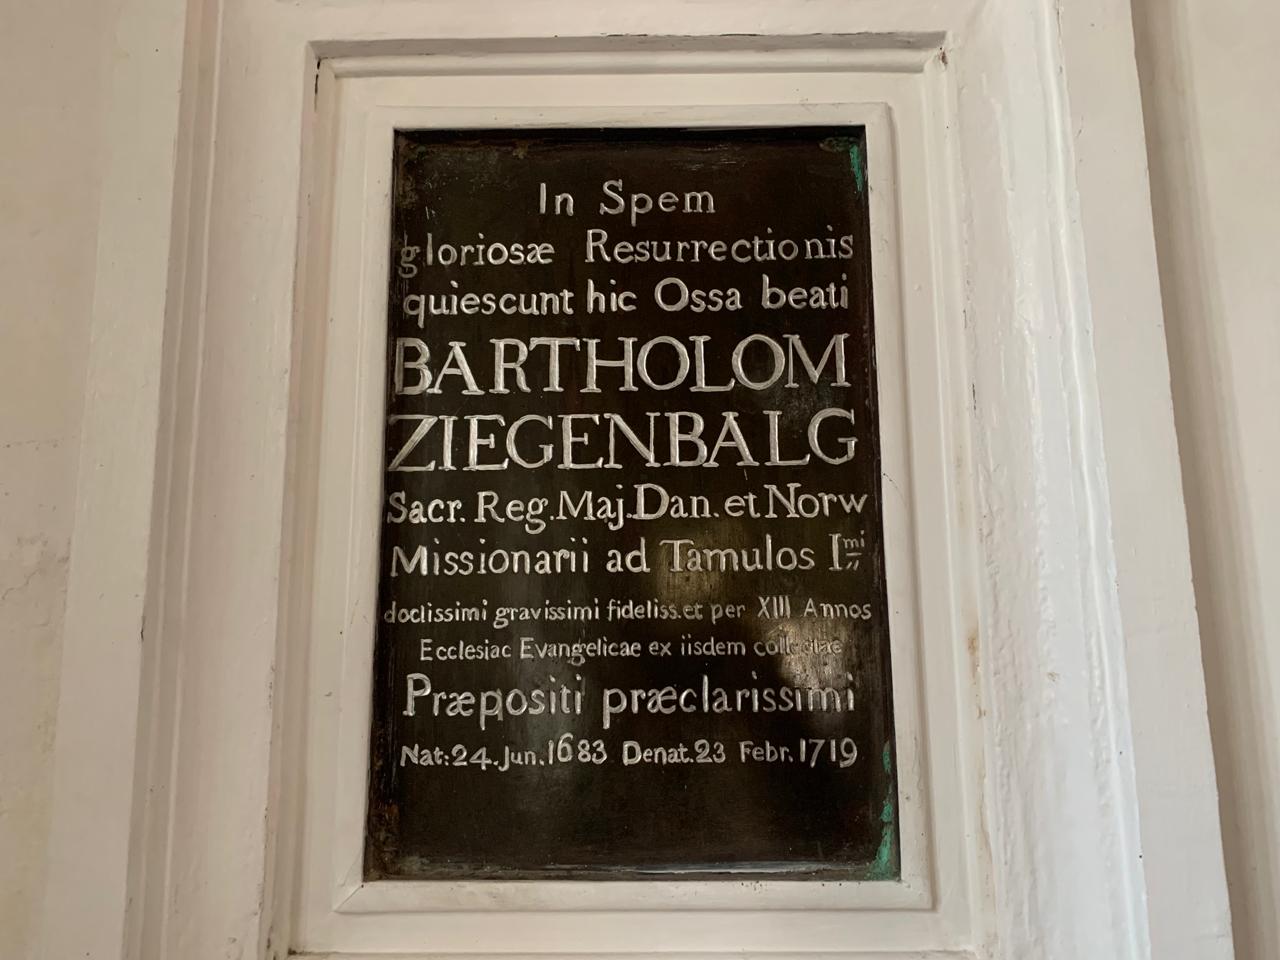 In Spem
gloriosæ Resurrectionis
quiescunt hic Ossa beati
BARTHOLOM
ZIEGENBALG
Sacr. Reg. Maj. Dan. et Norw
Missionarii ad Tamulos I mi
doctissimi gravissimi fideliss. et per XIII Annos
Ecclesiac Evangelicae ex iisdem collectae
Præpositi præclarissimi
Nat: 24. Jun. 1683 Denat. 23 Febr. 1719